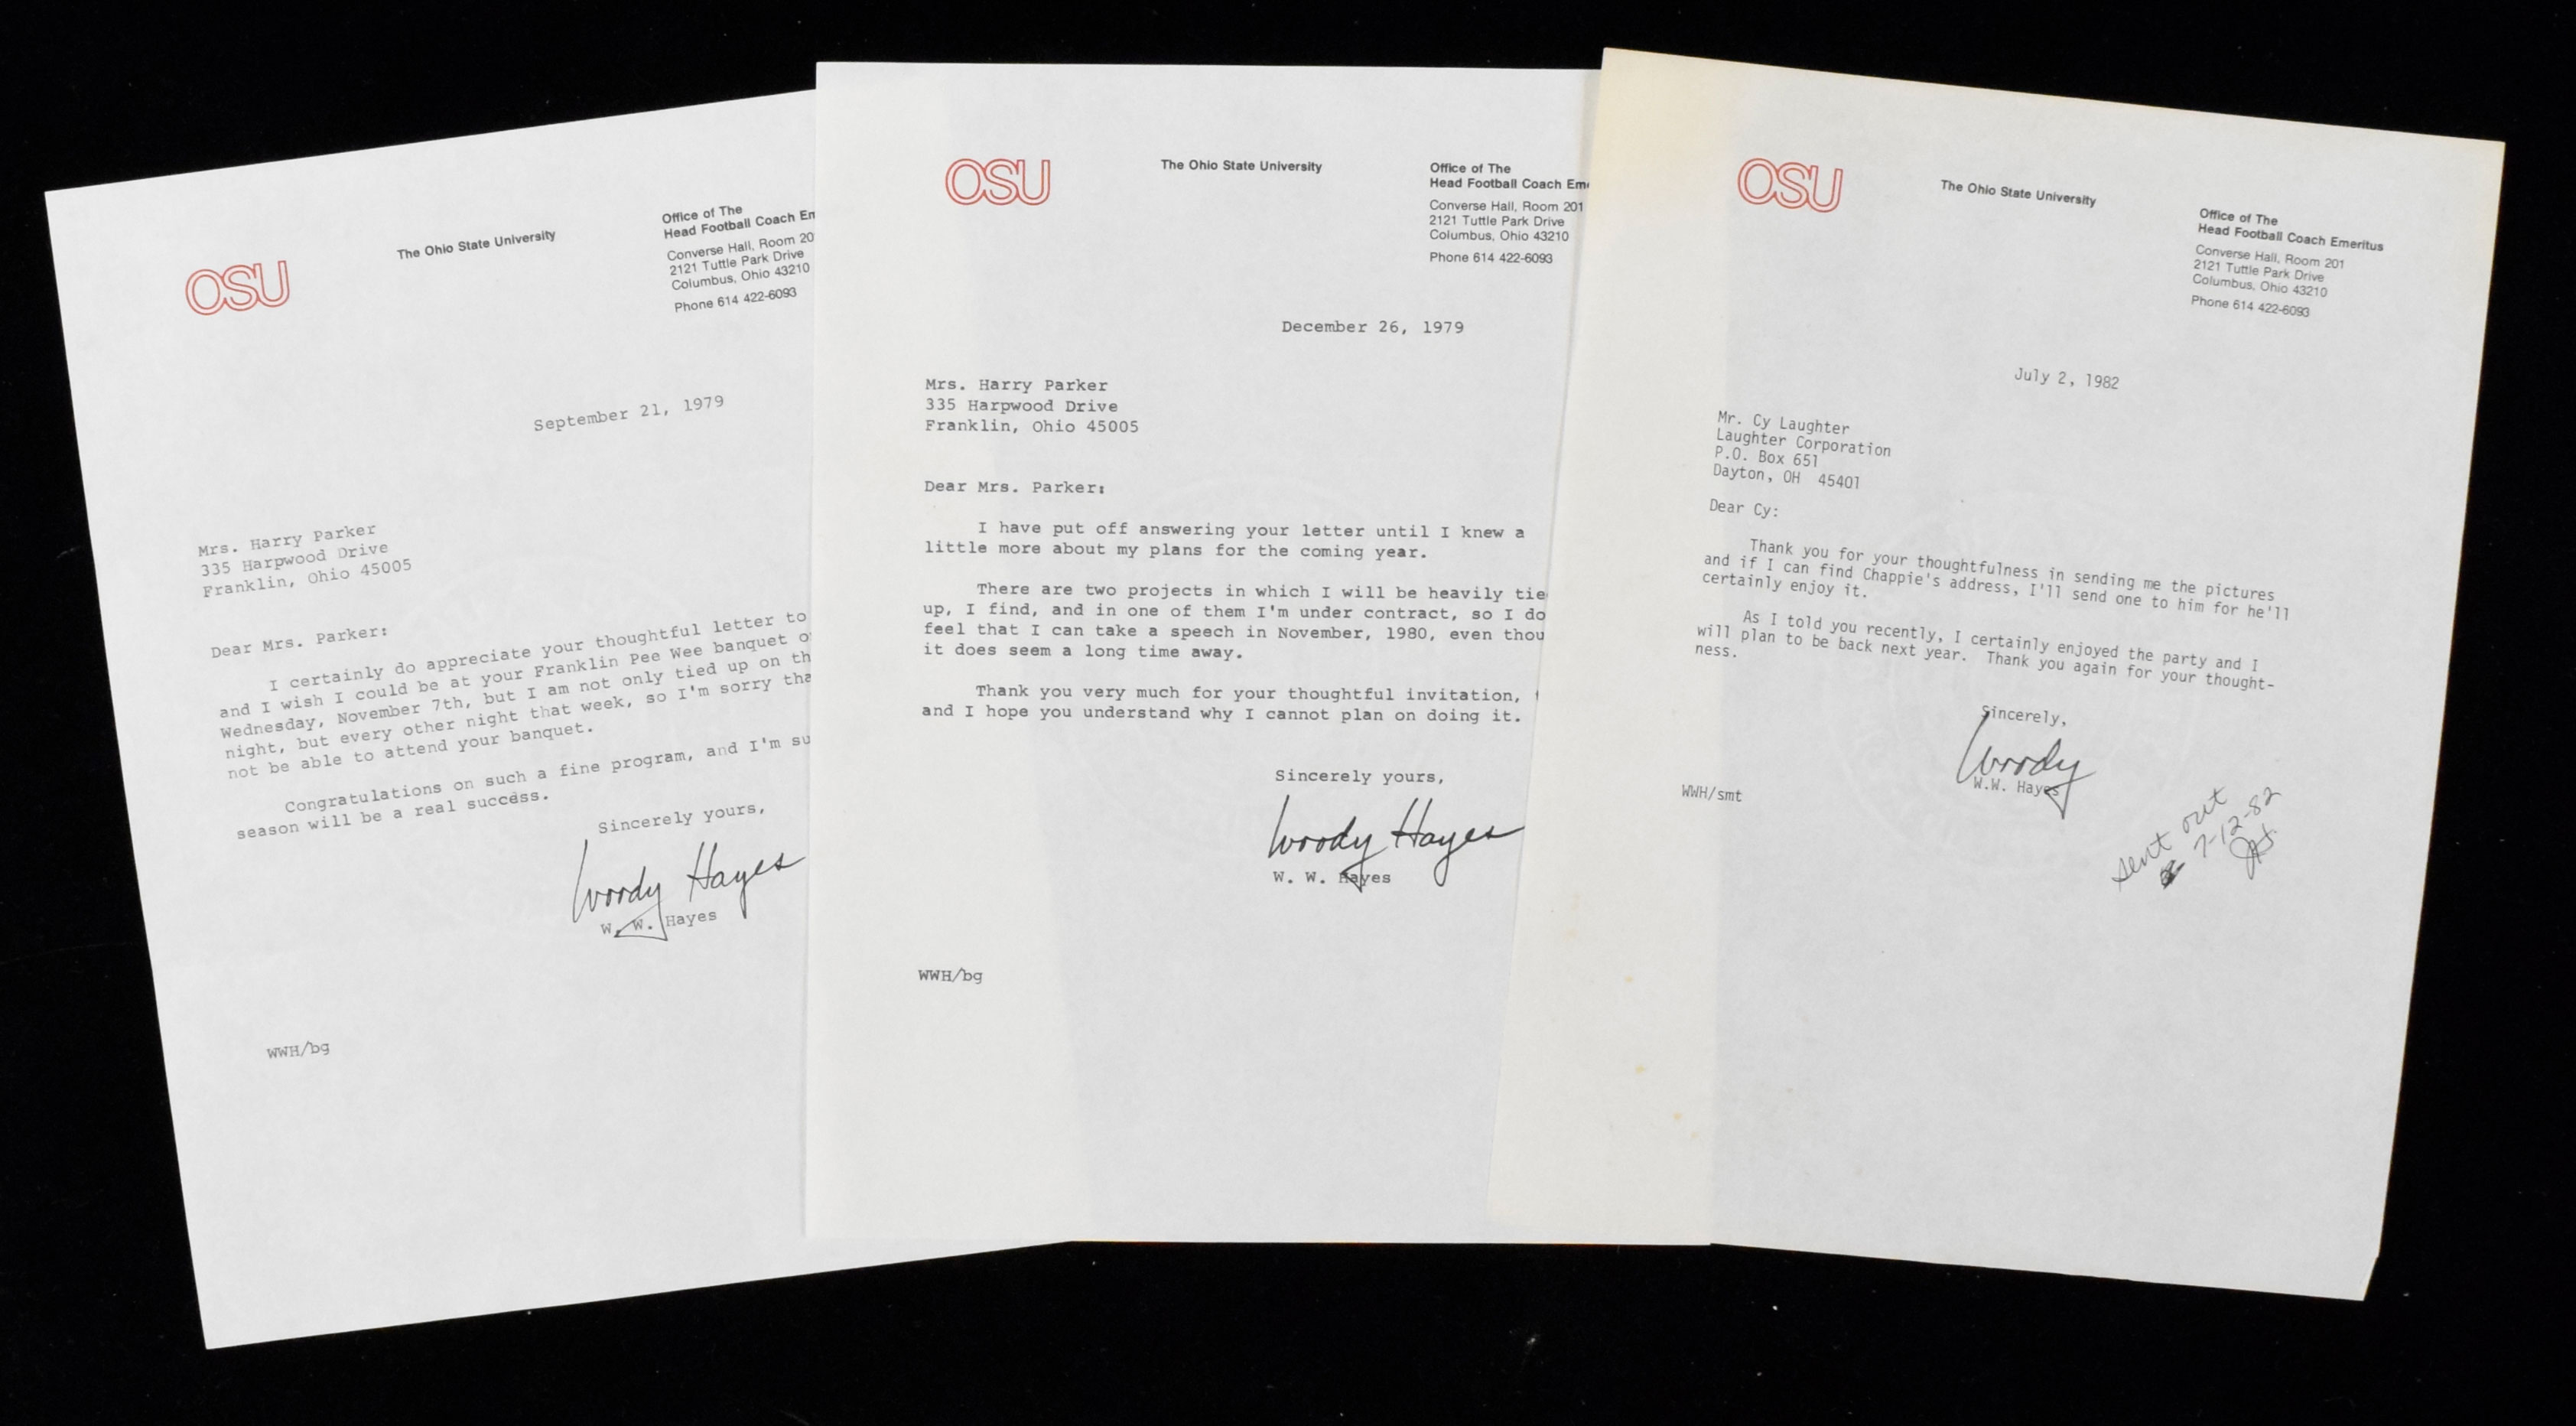 OSU
The Ohio State University
Office of The
Head Football Coach
Converse Hall, Room 20
2121 Tuttle Park Drive
Columbus, Ohio 43210
Phone 614 422-6093
September 21, 1979
Mrs. Harry Parker
335 Harpwood Drive
Franklin, Ohio 45005
Dear Mrs. Parker:
I certainly do appreciate your thoughtful letter to
and I wish I could be at your Franklin Pee Wee banquet
Wednesday, November 7th, but I am not only tied up on
night, but every other night that week, so I'm sorry
not be able to attend your banquet.
Congratulations on such a fine program, and I'm
season will be a real success.
Sincerely yours,
Woody Hayes
W. W. Hayes
WWH/bg
OSU
The Ohio State University
Office of The
Head Football Coach
Converse Hall, Room 201
2121 Tuttle Park Drive
Columbus, Ohio 43210
Phone 614 422-6093
December 26, 1979
Mrs. Harry Parker
335 Harpwood Drive
Franklin, Ohio 45005
Dear Mrs. Parker:
I have put off answering your letter until I knew a
little more about my plans for the coming year.
There are two projects in which I will be heavily tie
up, I find, and in one of them I'm under contract, so I do
feel that I can take a speech in November, 1980, even thou
it does seem a long time away.
Thank you very much for your thoughtful invitation,
and I hope you understand why I cannot plan on doing it.
Sincerely yours,
Woody Hayes
W. W. Hayes
WWH/bg
OSU
The Ohio State University
Office of The
Head Football Coach Emeritus
Converse Hall, Room 201
2121 Tuttle Park Drive
Columbus, Ohio 43210
Phone 614 422-6093
July 2, 1982
Mr. Cy Laughter
Laughter Corporation
P.O. Box 651
Dayton, OH 45401
Dear Cy:
Thank you for your thoughtfulness in sending me the pictures
and if I can find Chappie's address, I'll send one to him for he'll
certainly enjoy it.
As I told you recently, I certainly enjoyed the party and I
will plan to be back next year. Thank you again for your thought-
ness.
Sincerely,
Woody
W.W. Hayes
WWH/smt
sent out
7-12-82